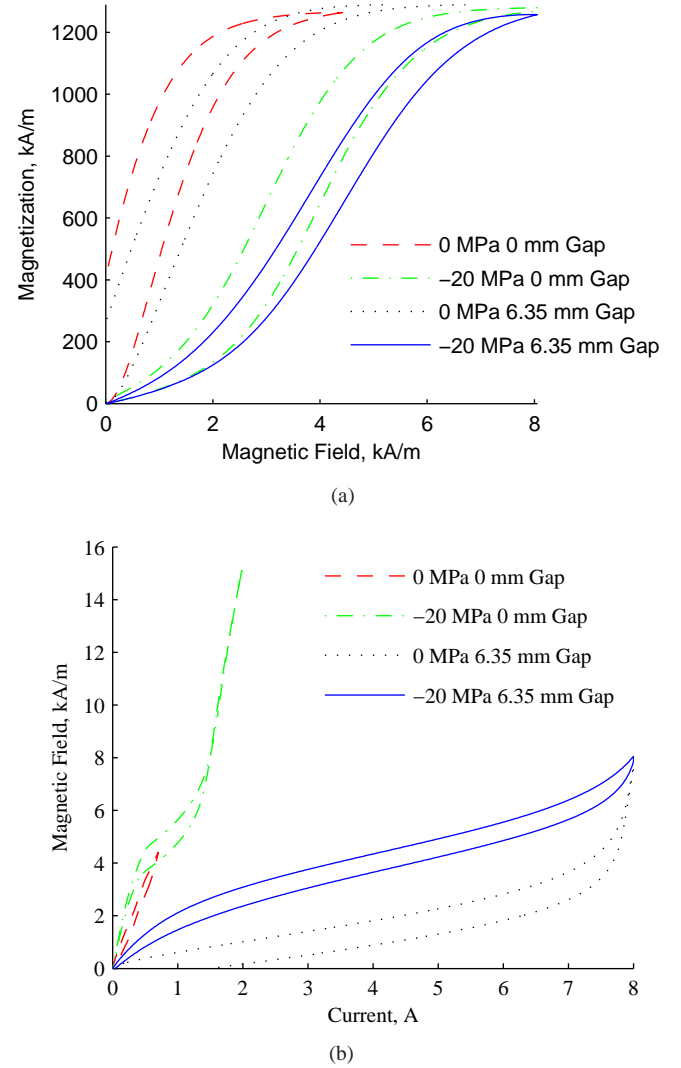 1200
1000
800
600
400
200
0
Magnetization, kA/m
0 MPa 0 mm Gap
−20 MPa 0 mm Gap
0 MPa 6.35 mm Gap
−20 MPa 6.35 mm Gap
0 2 4 6 8
Magnetic Field, kA/m
(a)
16
14
12
10
8
6
4
2
0
Magnetic Field, kA/m
0 MPa 0 mm Gap
−20 MPa 0 mm Gap
0 MPa 6.35 mm Gap
−20 MPa 6.35 mm Gap
0 1 2 3 4 5 6 7 8
Current, A
(b)